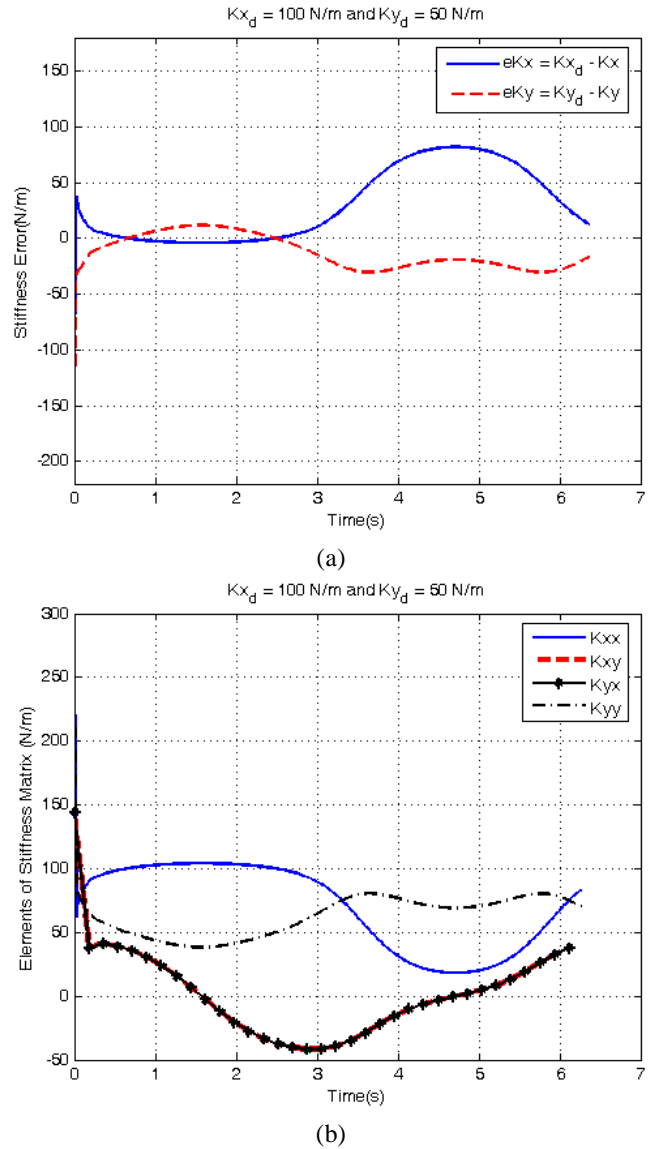 Kx_d = 100 N/m and Ky_d = 50 N/m
150
100
50
0
-50
-100
-150
-200
Stiffness Error(N/m)
eKx = Kx_d - Kx
eKy = Ky_d - Ky
0 1 2 3 4 5 6 7
Time(s)
(a)
Kx_d = 100 N/m and Ky_d = 50 N/m
300
250
200
150
100
50
0
-50
Elements of Stiffness Matrix (N/m)
Kxx
Kxy
Kyx
Kyy
0 1 2 3 4 5 6 7
Time(s)
(b)